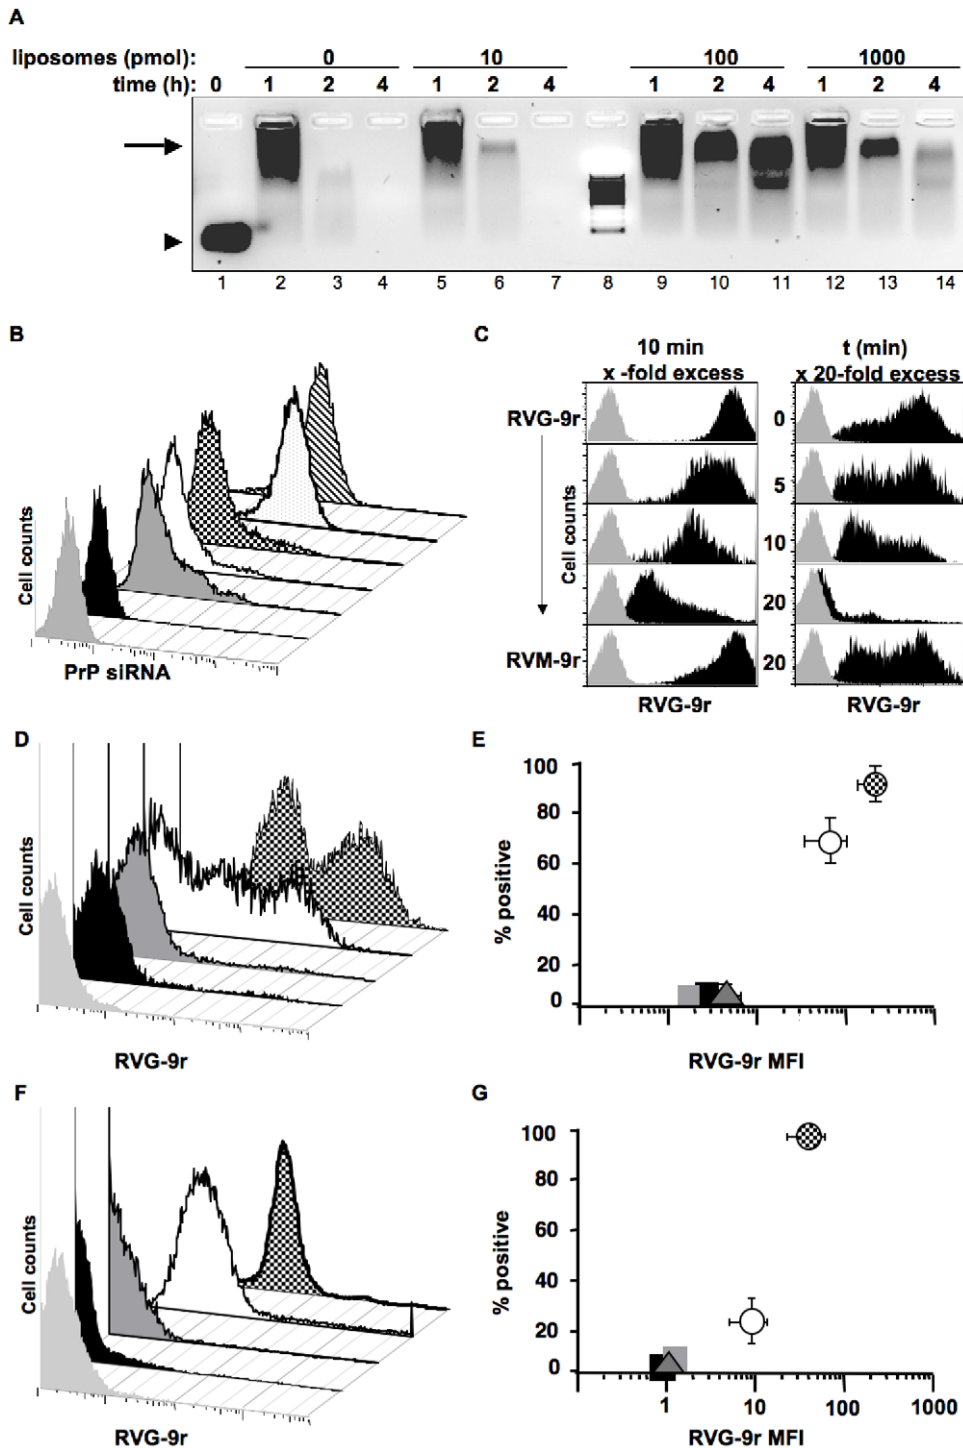 A
liposomes (pmol): 0 10 100 1000
time (h): 0 1 2 4 1 2 4 1 2 4 1 2 4
1 2 3 4 5 6 7 8 9 10 11 12 13 14
B
Cell counts
PrP siRNA
C
10 min
x -fold excess
t (min)
x 20-fold excess
RVG-9r
RVM-9r
Cell counts
0
5
10
20
20
RVG-9r
RVG-9r
D
Cell counts
RVG-9r
E
% positive
100
80
60
40
20
0
RVG-9r MFI
F
Cell counts
RVG-9r
G
% positive
100
80
60
40
20
0
1 10 100 1000
RVG-9r MFI